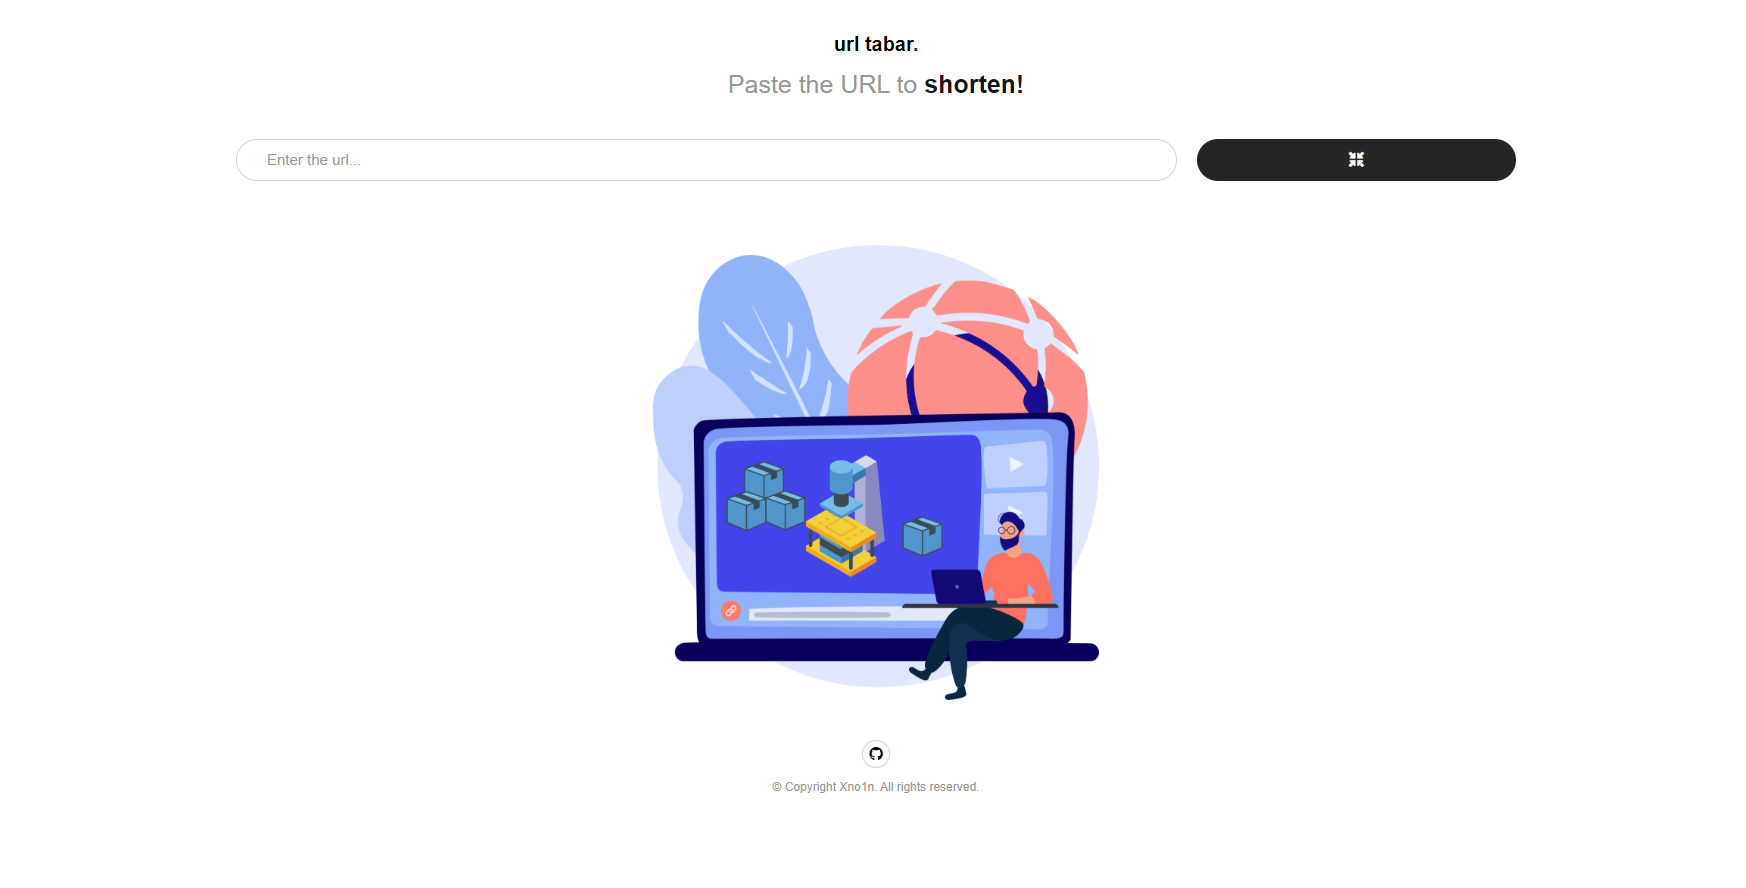 url tabar.
Paste the URL to shorten!
Enter the url...
© Copyright Xno1n. All rights reserved.